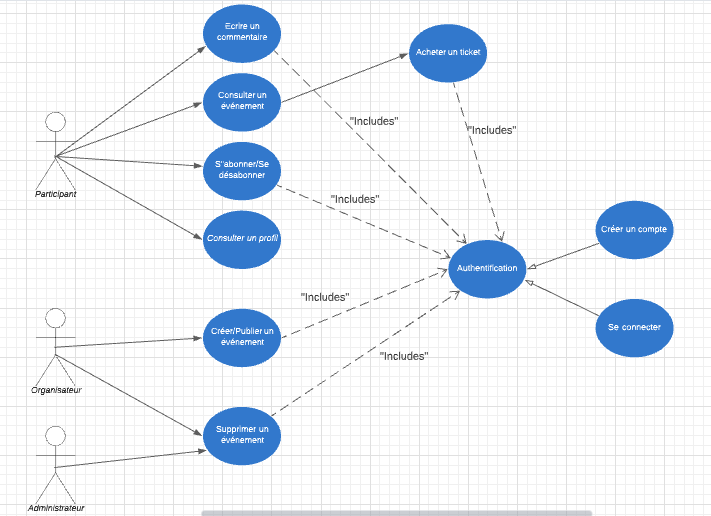 Ecrire un
commentaire
Acheter un ticket
Consulter un
événement
"Includes"
"Includes"
S"abonner/Se
désabonner
Participant
"Includes"
Consulter un profil
Créer un compte
Authentification
"Includes"
Créer/Publier un
événement
Se connecter
"Includes"
Organisateur
Supprimer un
événement
Administrateur